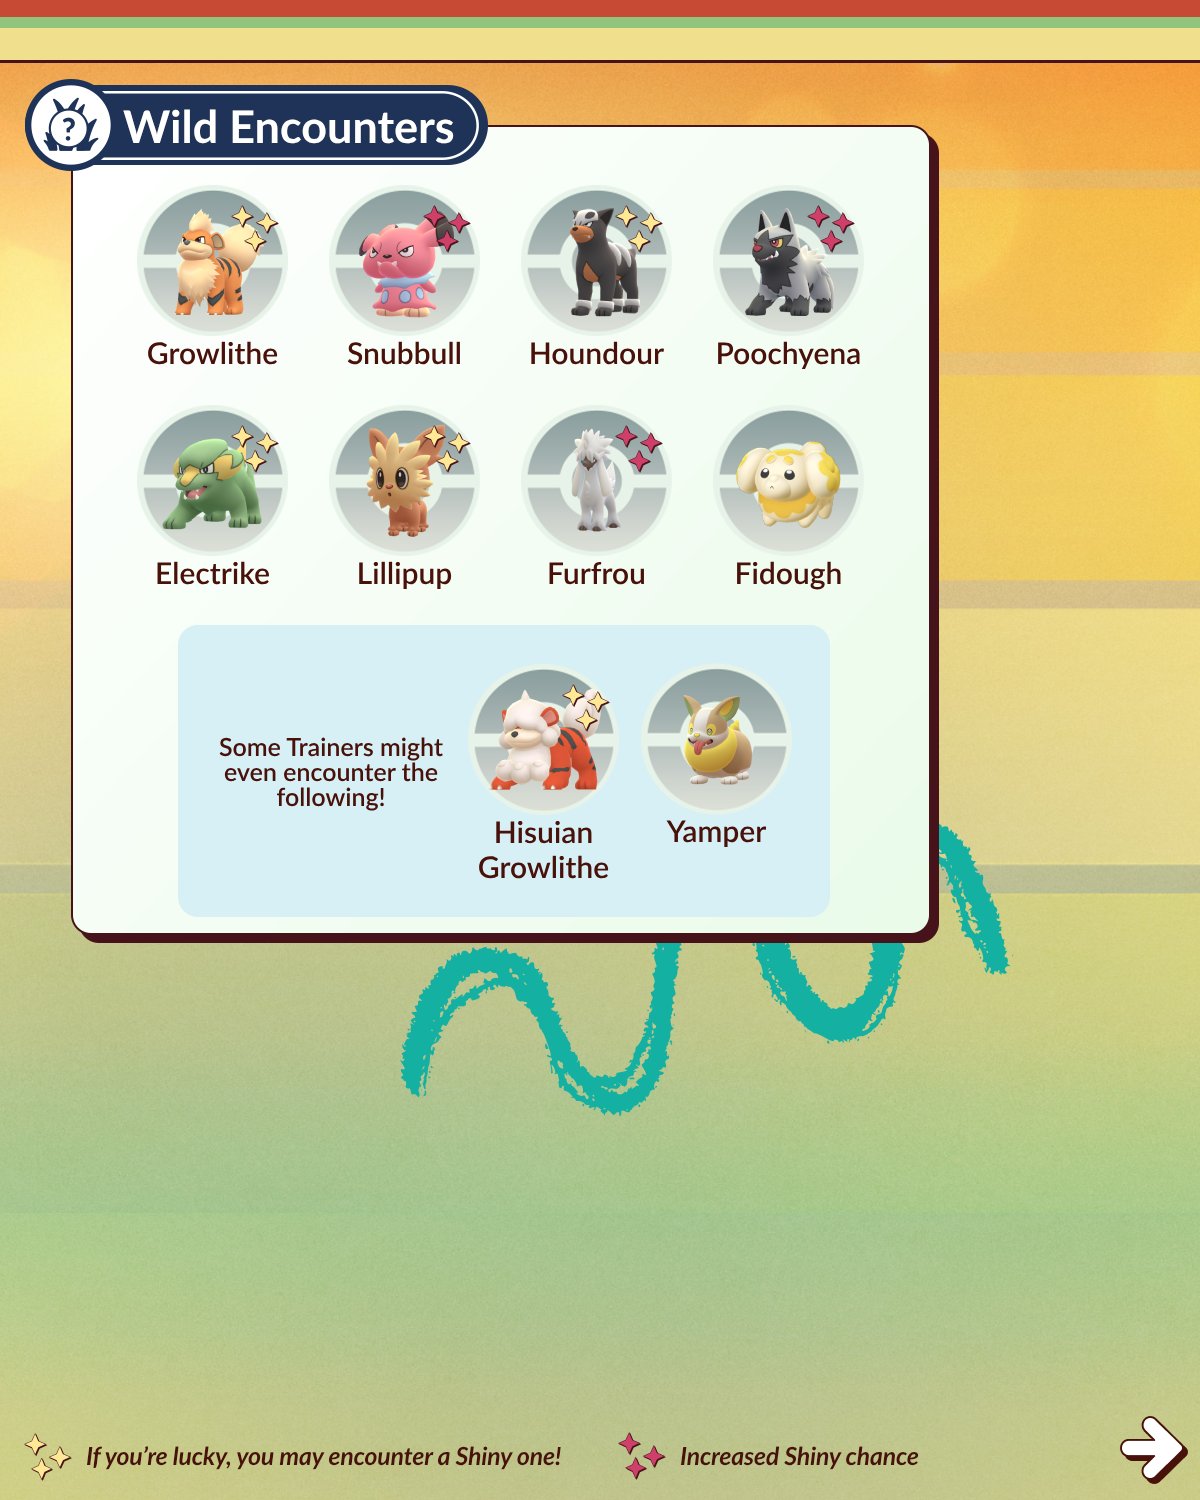 ?
Wild Encounters
Growlithe
Snubbull
Houndour
Poochyena
Electrike
Lillipup
Furfrou
Fidough
Some Trainers might
even encounter the
following!
Hisuian
Growlithe
Yamper
If you're lucky, you may encounter a Shiny one!
Increased Shiny chance